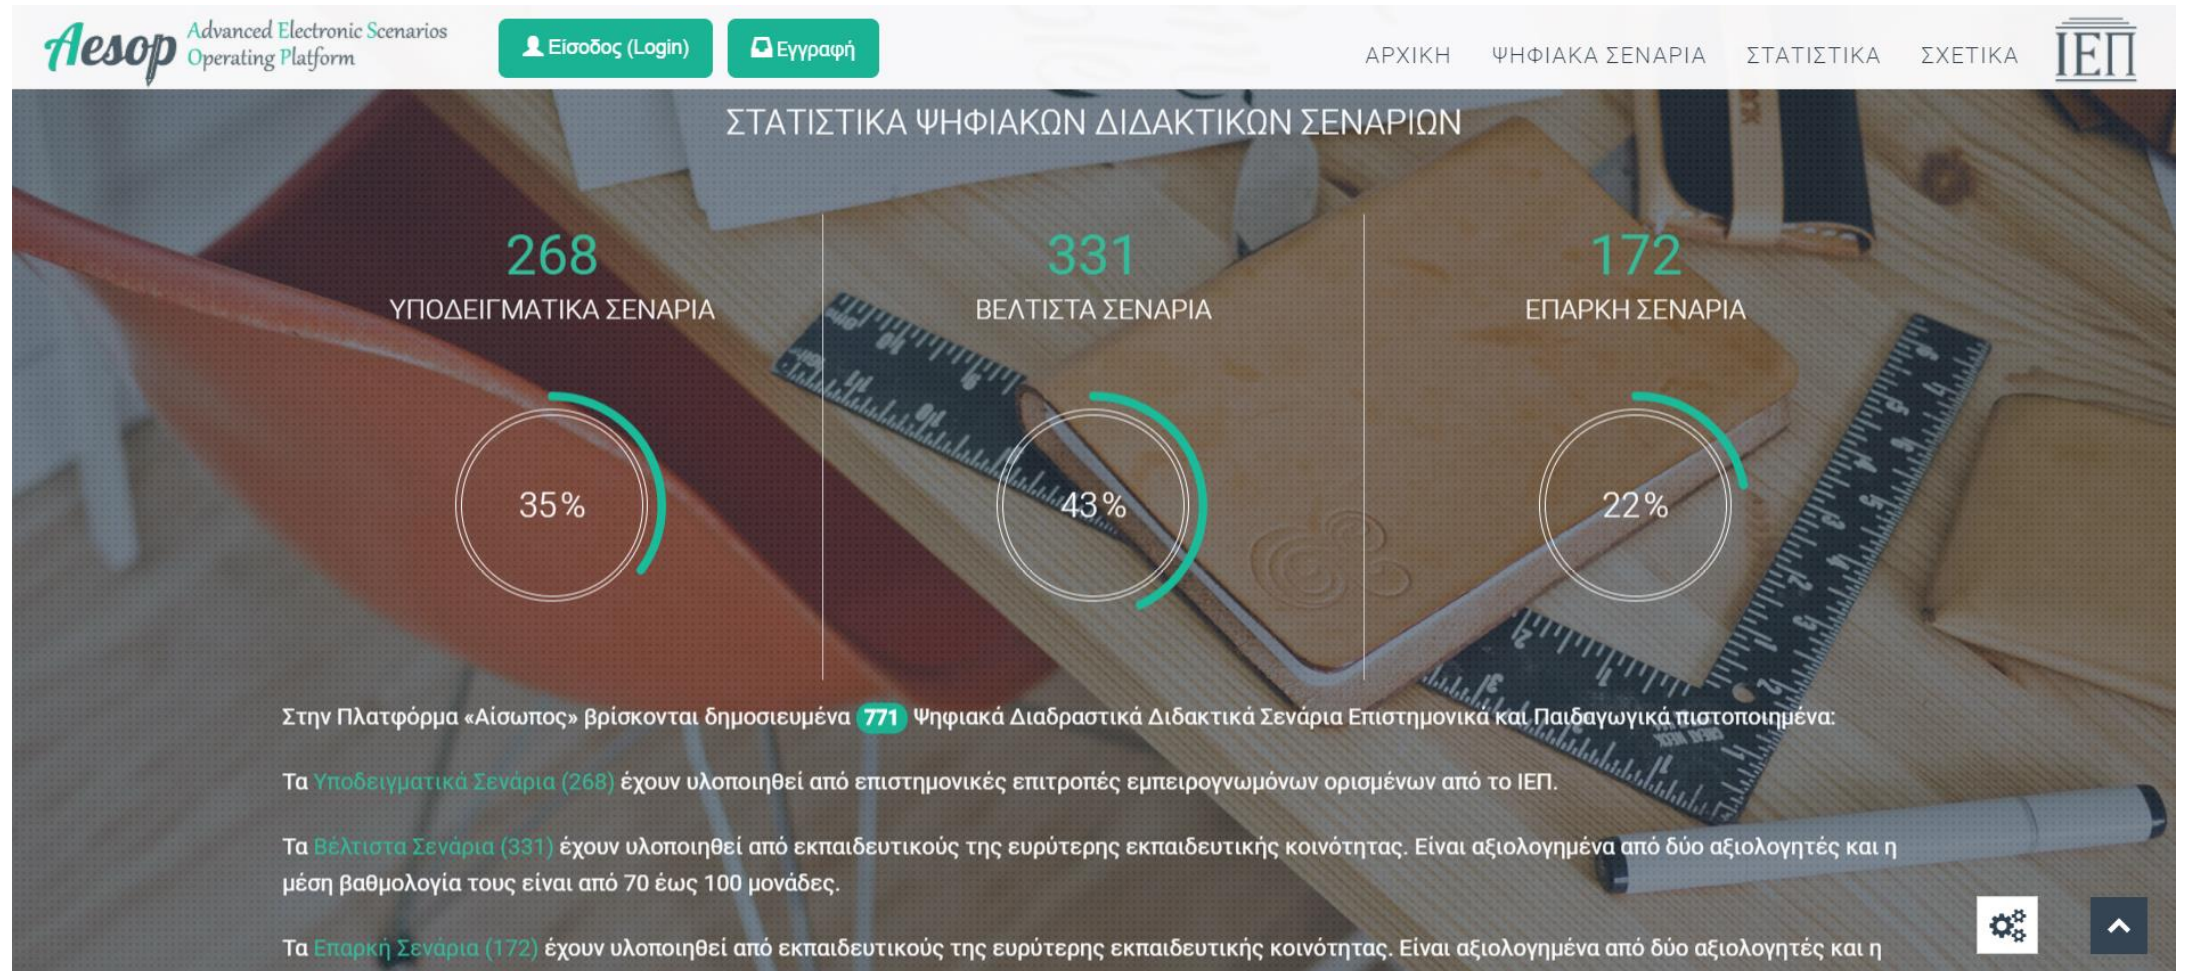 Aesop Advanced Electronic Scenarios
Operating Platform
Είσοδος (Login)
Εγγραφή
ΑΡΧΙΚΗ ΨΗΦΙΑΚΑ ΣΕΝΑΡΙΑ ΣΤΑΤΙΣΤΙΚΑ ΣΧΕΤΙΚΑ
ΙΕΠ
ΣΤΑΤΙΣΤΙΚΑ ΨΗΦΙΑΚΩΝ ΔΙΔΑΚΤΙΚΩΝ ΣΕΝΑΡΙΩΝ
268
ΥΠΟΔΕΙΓΜΑΤΙΚΑ ΣΕΝΑΡΙΑ
35%
331
ΒΕΛΤΙΣΤΑ ΣΕΝΑΡΙΑ
43%
172
ΕΠΑΡΚΗ ΣΕΝΑΡΙΑ
22%
Στην Πλατφόρμα «Αίσωπος» βρίσκονται δημοσιευμένα 771 Ψηφιακά Διαδραστικά Διδακτικά Σενάρια Επιστημονικά και Παιδαγωγικά πιστοποιημένα:
Τα Υποδειγματικά Σενάρια (268) έχουν υλοποιηθεί από επιστημονικές επιτροπές εμπειρογνωμόνων ορισμένων από το ΙΕΠ.
Τα Βέλτιστα Σενάρια (331) έχουν υλοποιηθεί από εκπαιδευτικούς της ευρύτερης εκπαιδευτικής κοινότητας. Είναι αξιολογημένα από δύο αξιολογητές και η
μέση βαθμολογία τους είναι από 70 έως 100 μονάδες.
Τα Επαρκή Σενάρια (172) έχουν υλοποιηθεί από εκπαιδευτικούς της ευρύτερης εκπαιδευτικής κοινότητας. Είναι αξιολογημένα από δύο αξιολογητές και η